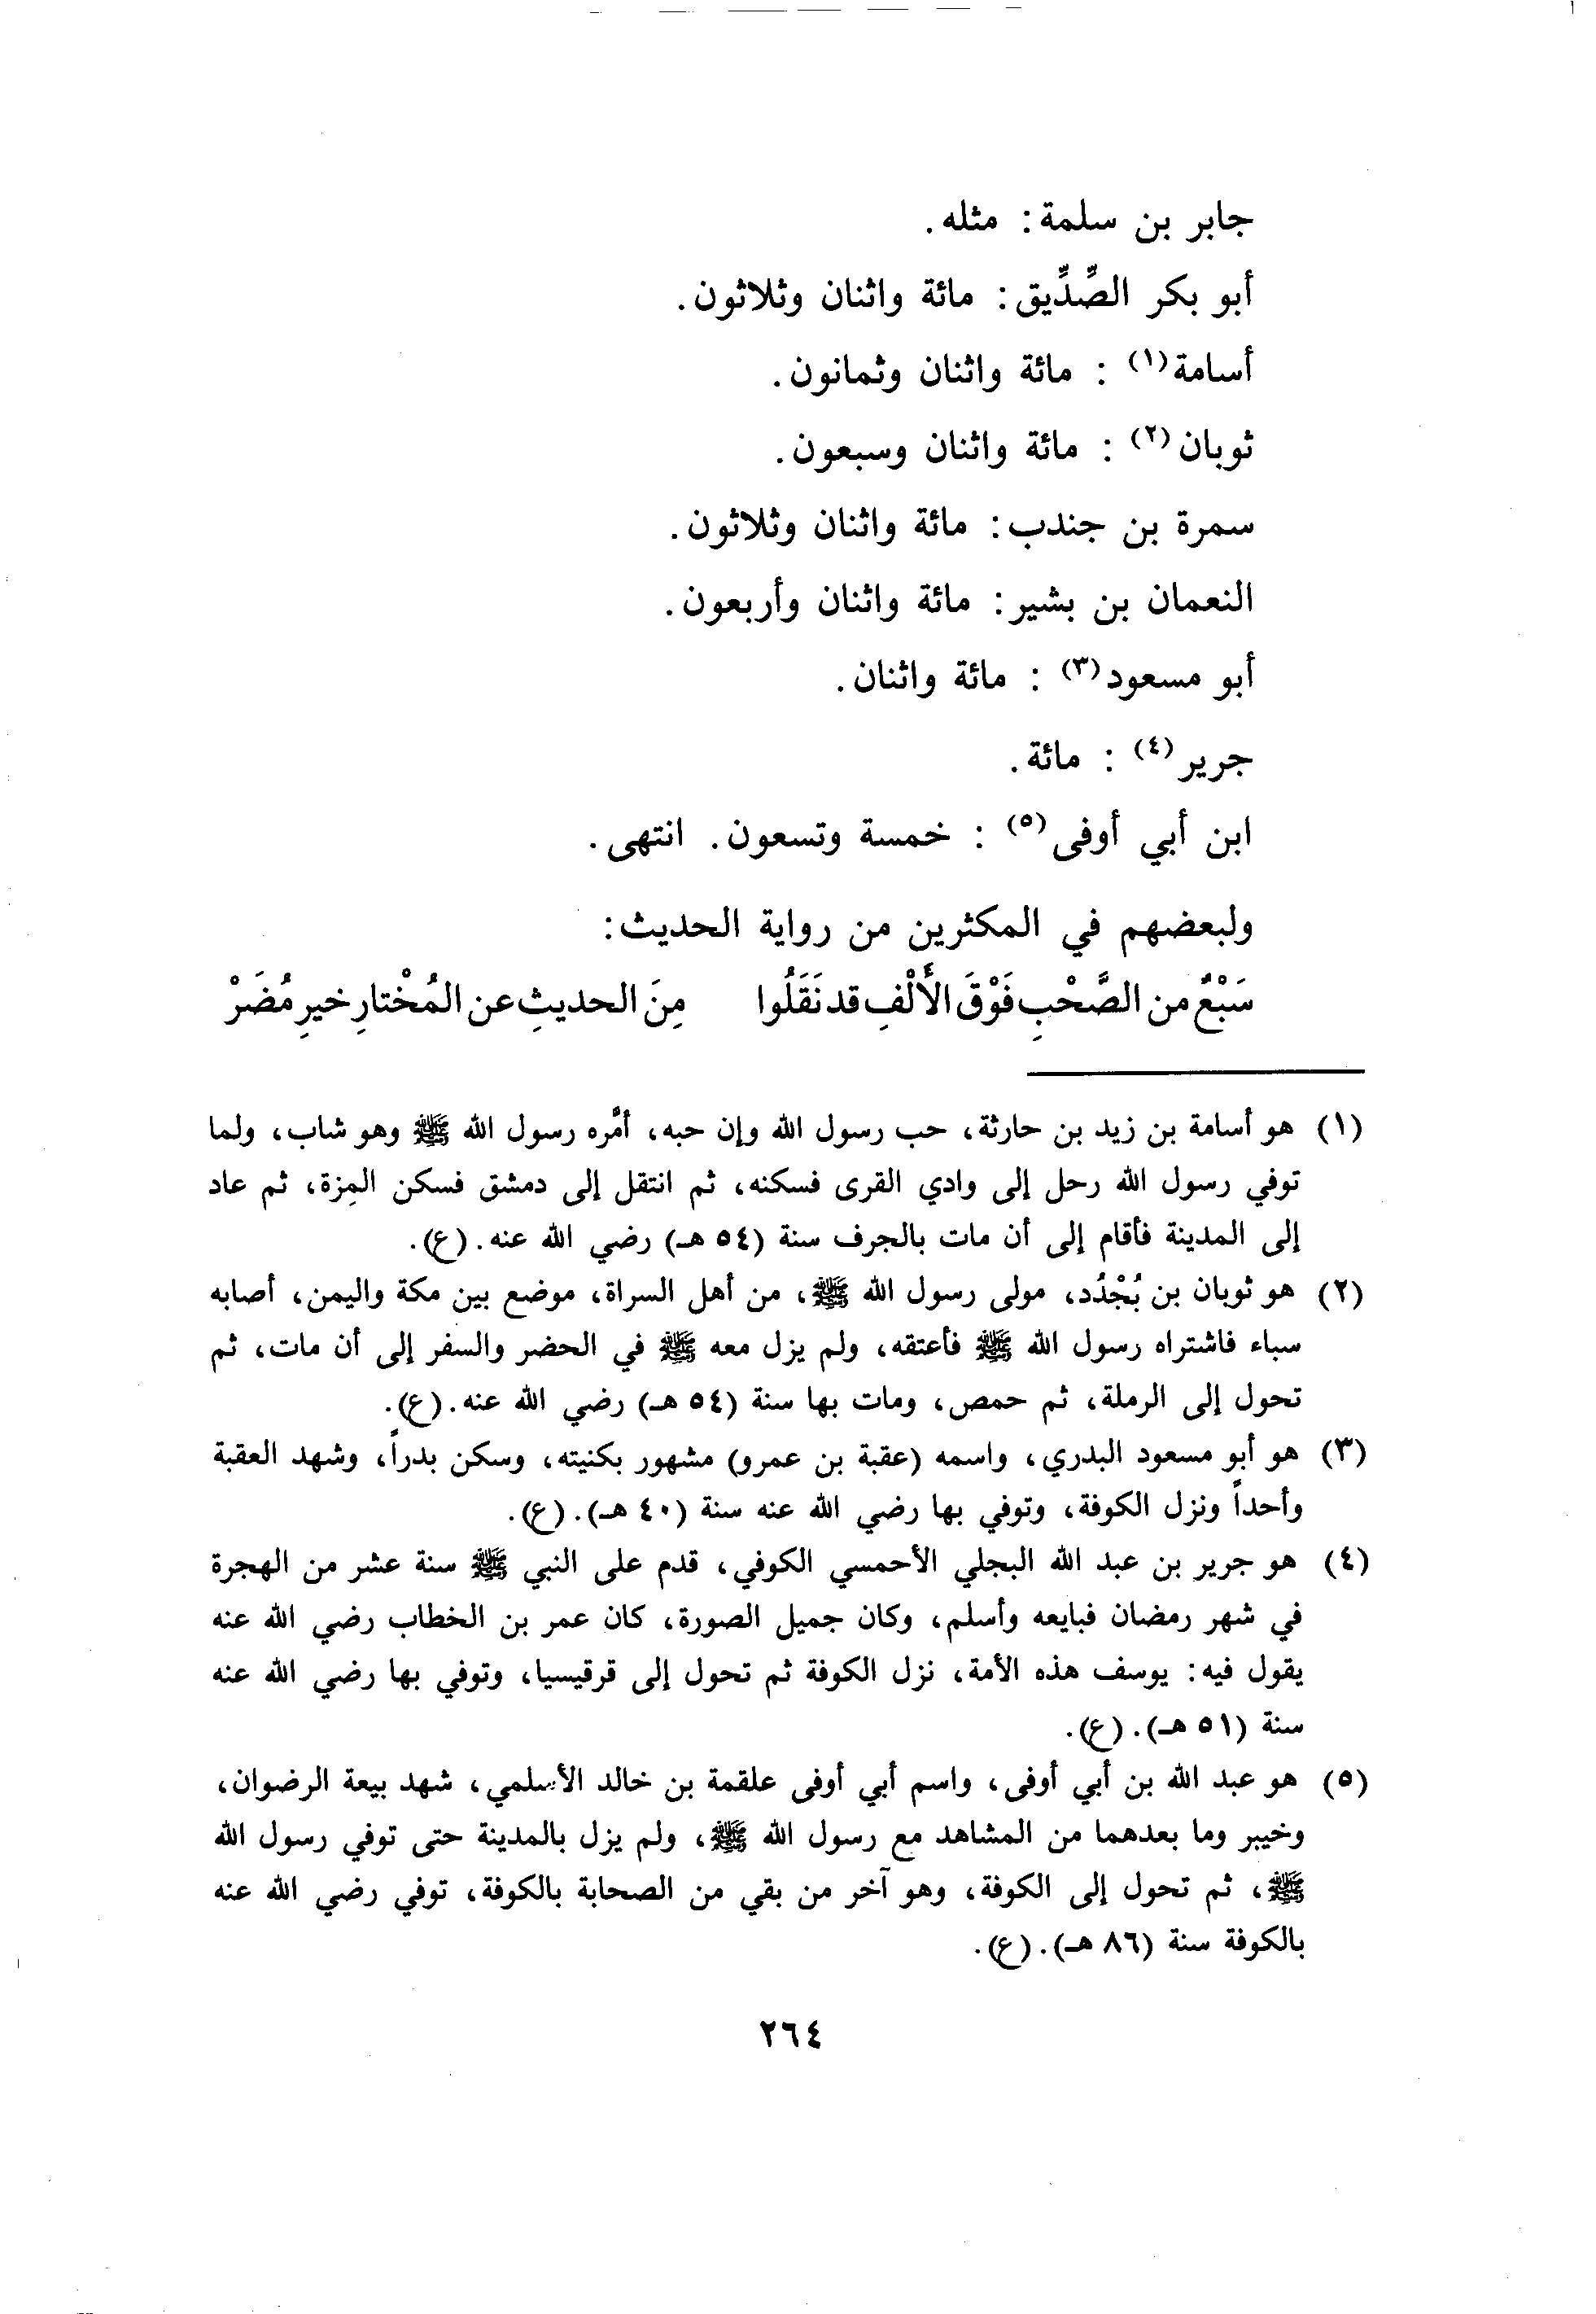 جابر بن سلمة: مثله.
أبو بكر الصِّدِّيق: مائة واثنان وثلاثون.
أسامة(١) : مائة واثنان وثمانون.
ثوبان(٢) : مائة واثنان وسبعون.
سمرة بن جندب: مائة واثنان وثلاثون.
النعمان بن بشير: مائة واثنان وأربعون.
أبو مسعود(٣) : مائة واثنان.
جرير(٤) : مائة.
ابن أبي أوفى(٥) : خمسة وتسعون. انتهى.
ولبعضهم في المكثرين من رواية الحديث:
سَبْعٌ من الصَّحْبِ فَوْقَ الأَلْفِ قد نَقَلُوا مِنَ الحديثِ عن المُخْتارِ خيرِ مُضَرْ
(١) هو أسامة بن زيد بن حارثة، حب رسول الله وإن حبه، أمَّره رسول الله ﷺ وهو شاب، ولما
توفي رسول الله رحل إلى وادي القرى فسكنه، ثم انتقل إلى دمشق فسكن المِزة، ثم عاد
إلى المدينة فأقام إلى أن مات بالجرف سنة (٥٤ هـ) رضي الله عنه. (ع).
(٢) هو ثوبان بن بُجْدُد، مولى رسول الله ﷺ، من أهل السراة، موضع بين مكة واليمن، أصابه
سباء فاشتراه رسول الله ﷺ فأعتقه، ولم يزل معه ﷺ في الحضر والسفر إلى أن مات، ثم
تحول إلى الرملة، ثم حمص، ومات بها سنة (٥٤ هـ) رضي الله عنه. (ع).
(٣) هو أبو مسعود البدري، واسمه (عقبة بن عمرو) مشهور بكنيته، وسكن بدراً، وشهد العقبة
وأحداً ونزل الكوفة، وتوفي بها رضي الله عنه سنة (٤٠ هـ). (ع).
(٤) هو جرير بن عبد الله البجلي الأحمسي الكوفي، قدم على النبي ﷺ سنة عشر من الهجرة
في شهر رمضان فبايعه وأسلم، وكان جميل الصورة، كان عمر بن الخطاب رضي الله عنه
يقول فيه: يوسف هذه الأمة، نزل الكوفة ثم تحول إلى قرقيسيا، وتوفي بها رضي الله عنه
سنة (٥١ هـ). (ع).
(٥) هو عبد الله بن أبي أوفى، واسم أبي أوفى علقمة بن خالد الأسلمي، شهد بيعة الرضوان،
وخيبر وما بعدهما من المشاهد مع رسول الله ﷺ، ولم يزل بالمدينة حتى توفي رسول الله
ﷺ، ثم تحول إلى الكوفة، وهو آخر من بقي من الصحابة بالكوفة، توفي رضي الله عنه
بالكوفة سنة (٨٦ هـ). (ع).
٢٦٤